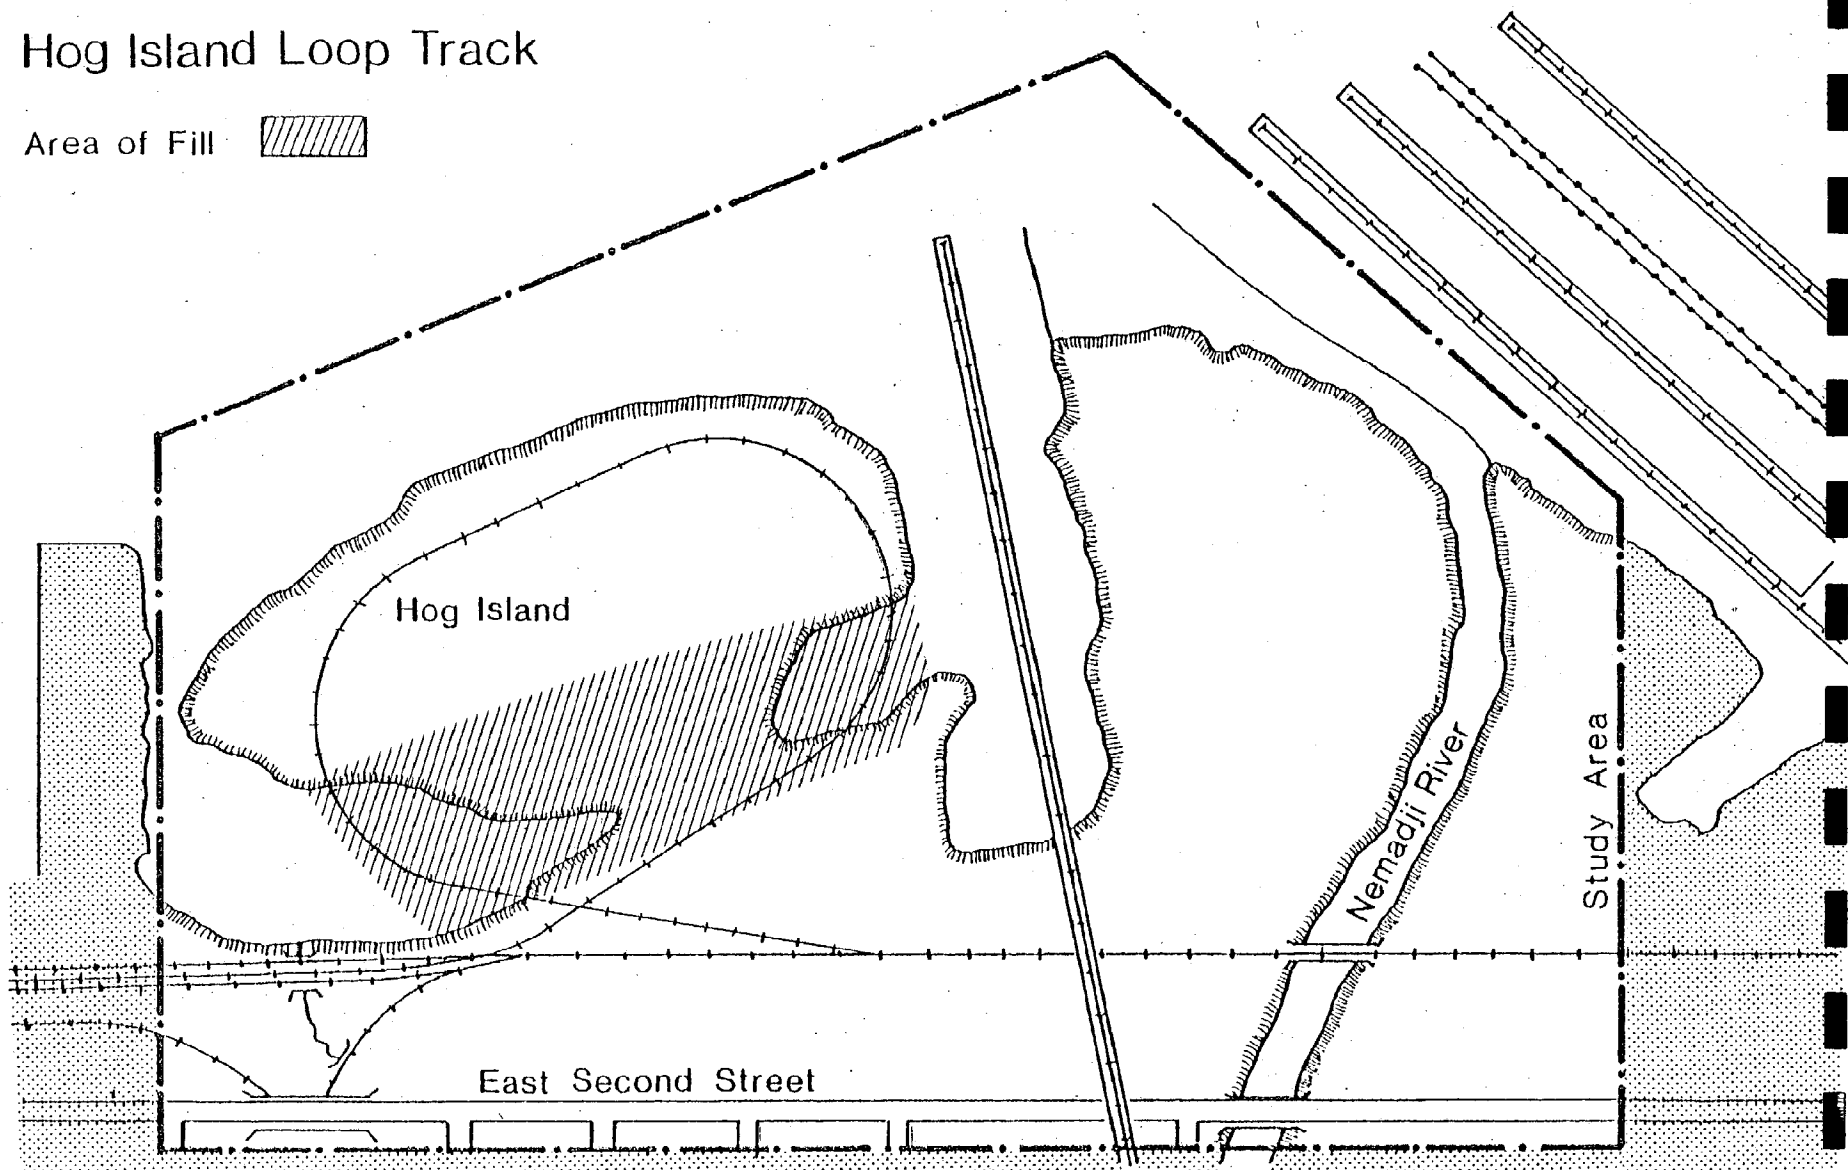 Hog Island Loop Track
Area of Fill
Hog Island
Nemadji River
Study Area
East Second Street